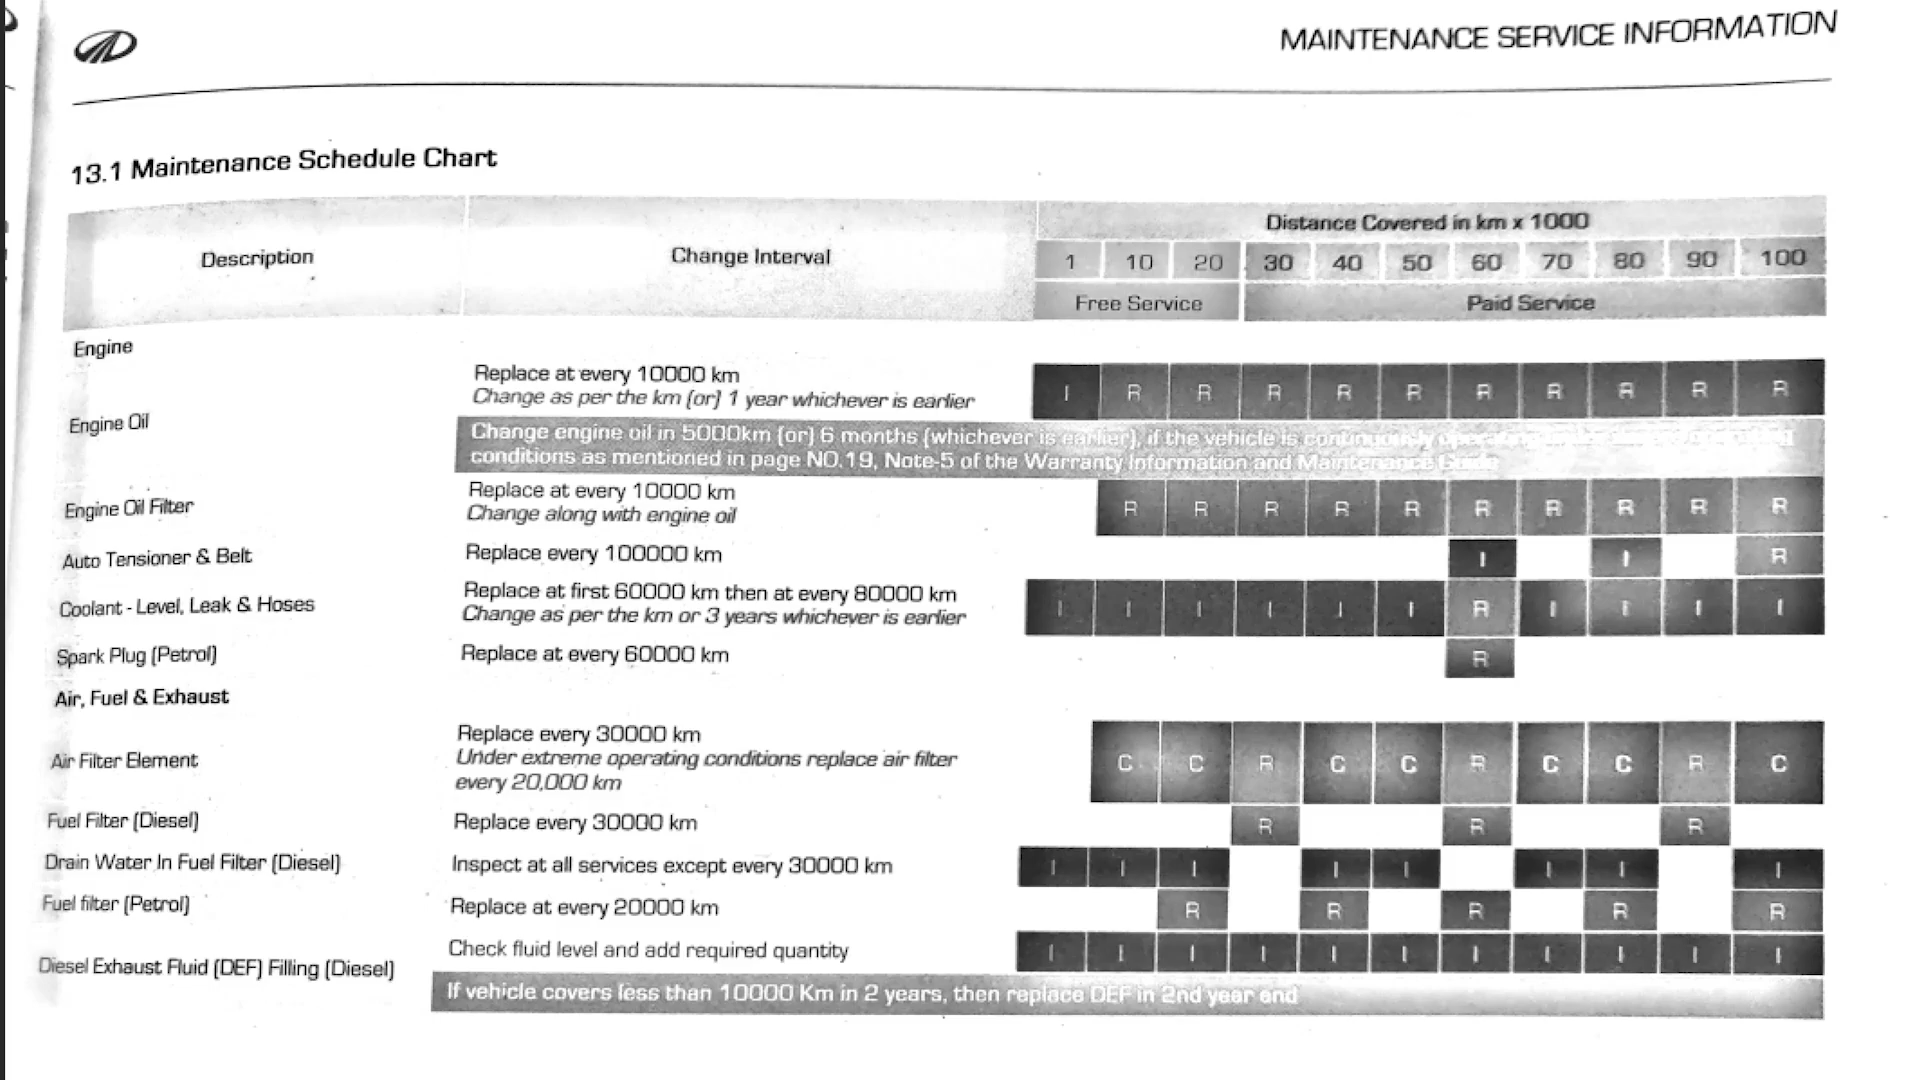 MAINTENANCE SERVICE INFORMATION
13.1 Maintenance Schedule Chart
Description Change Interval Distance Covered in km x 1000
1 10 20 30 40 50 60 70 80 90 100
Free Service Paid Service
Engine
Engine Oil
Replace at every 10000 km
Change as per the km (or) 1 year whichever is earlier
I R R R R R R R R R R
Change engine oil in 5000km (or) 6 months (whichever is earlier), if the vehicle is continuously
conditions as mentioned in page NO.19, Note-5 of the Warranty Information and Maintenance Guide
Engine Oil Filter
Replace at every 10000 km
Change along with engine oil
R R R R R R R R R R
Auto Tensioner & Belt Replace every 100000 km I I R
Coolant - Level, Leak & Hoses
Replace at first 60000 km then at every 80000 km
Change as per the km or 3 years whichever is earlier
I I I I I I R I I I I
Spark Plug (Petrol) Replace at every 60000 km R
Air, Fuel & Exhaust
Air Filter Element
Replace every 30000 km
Under extreme operating conditions replace air filter
every 20,000 km
C C R C C R C C R C
Fuel Filter (Diesel) Replace every 30000 km R R R
Drain Water In Fuel Filter (Diesel) Inspect at all services except every 30000 km I I I I I I I I
Fuel filter (Petrol) Replace at every 20000 km R R R R R
Diesel Exhaust Fluid (DEF) Filling (Diesel) Check fluid level and add required quantity I I I I I I I I I I I
If vehicle covers less than 10000 Km in 2 years, then replace DEF in 2nd year end